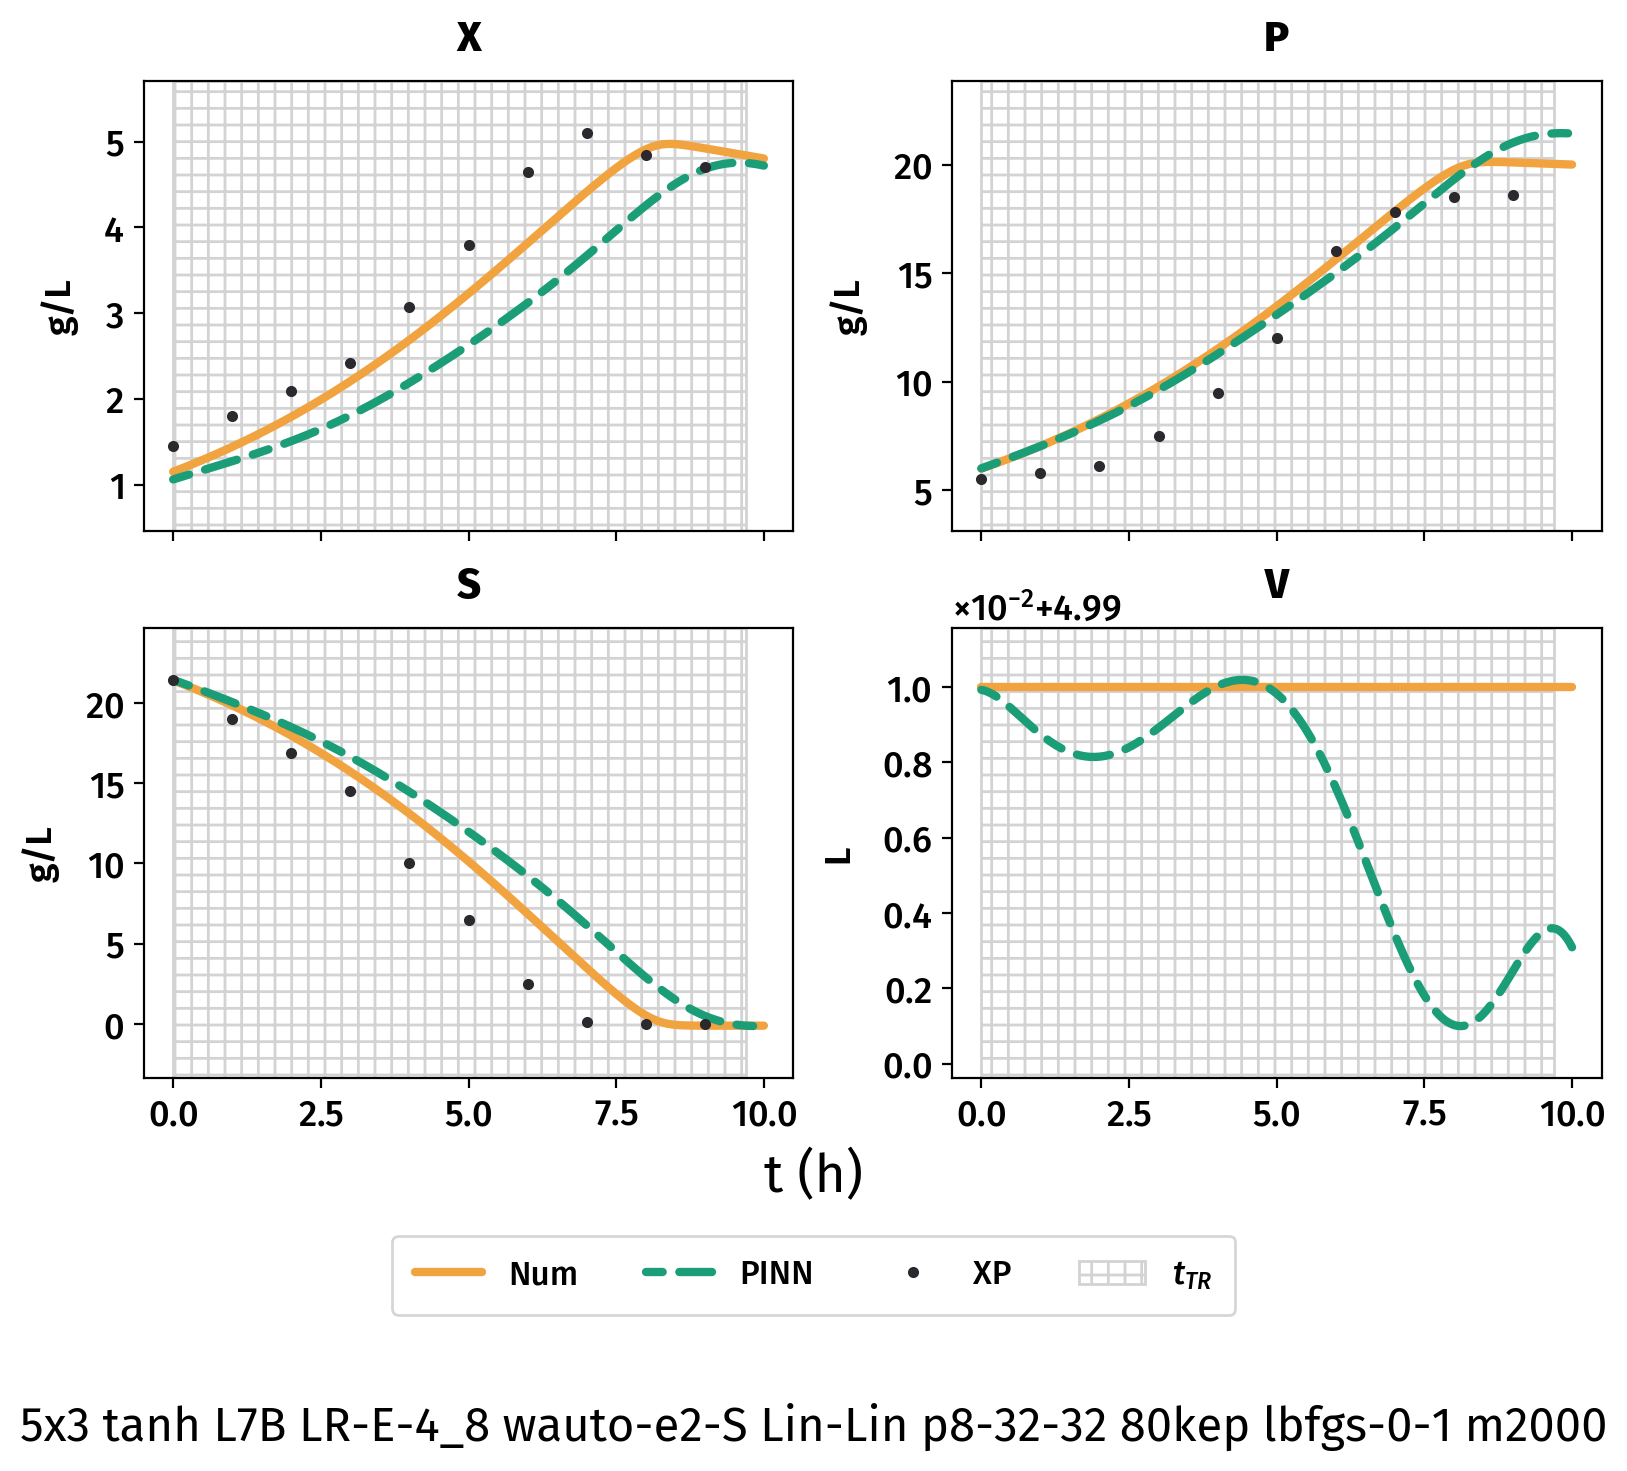 X
P
5
4
3
2
1
g/L
20
15
10
5
g/L
S
V
×10⁻²+4.99
20
15
10
5
0
g/L
0.0 2.5 5.0 7.5 10.0
1.0
0.8
0.6
0.4
0.2
0.0
L
0.0 2.5 5.0 7.5 10.0
t (h)
Num PINN XP t_TR
5x3 tanh L7B LR-E-4_8 wauto-e2-S Lin-Lin p8-32-32 80kep lbfgs-0-1 m2000